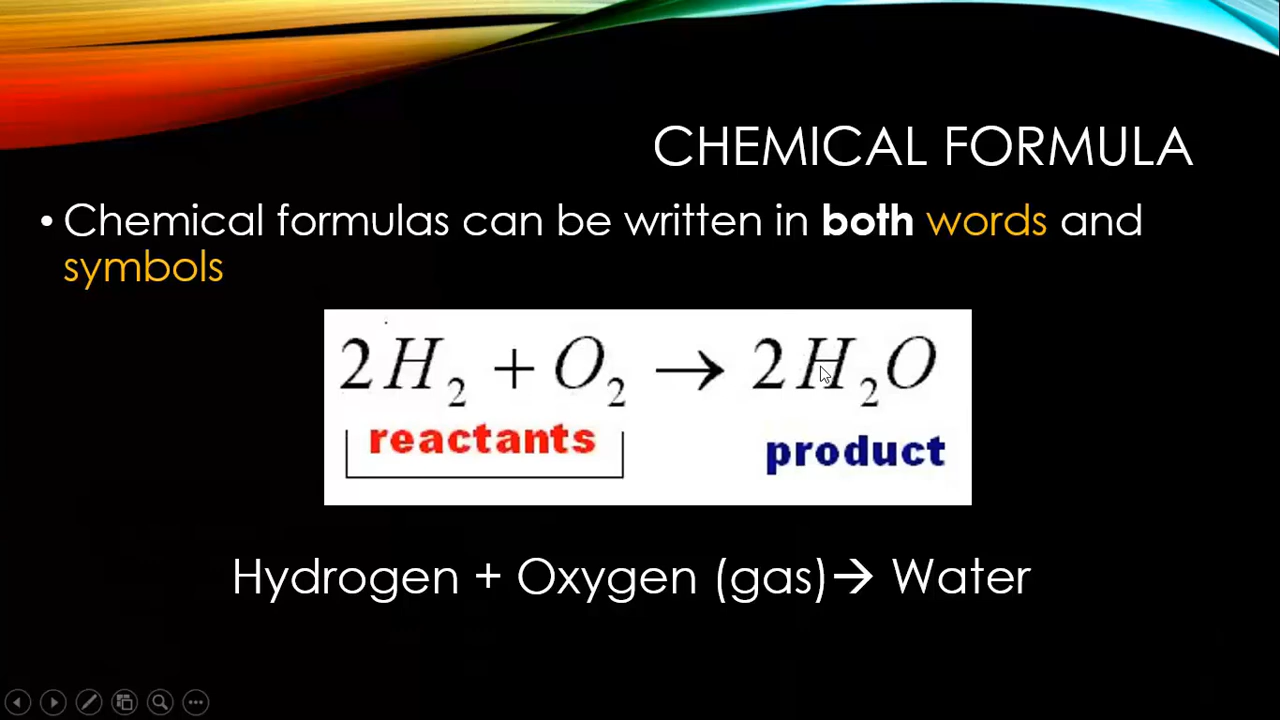 CHEMICAL FORMULA
• Chemical formulas can be written in both words and
symbols
2H₂ + O₂ → 2H₂O
reactants product
Hydrogen + Oxygen (gas)→ Water